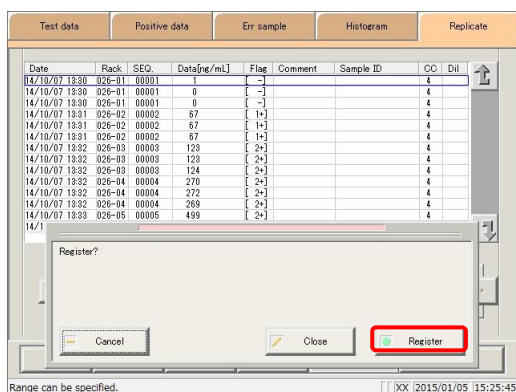 Test data Positive data Err sample Histogram Replicate
Date Rack SEQ. Data[ng/mL] Flag Comment Sample ID CC Dil
14/10/07 13:30 026-01 00001 1 [ -] 4
14/10/07 13:30 026-01 00001 0 [ -] 4
14/10/07 13:30 026-01 00001 0 [ -] 4
14/10/07 13:31 026-02 00002 67 [ 1+] 4
14/10/07 13:31 026-02 00002 67 [ 1+] 4
14/10/07 13:31 026-02 00002 67 [ 1+] 4
14/10/07 13:32 026-03 00003 123 [ 2+] 4
14/10/07 13:32 026-03 00003 123 [ 2+] 4
14/10/07 13:32 026-03 00003 124 [ 2+] 4
14/10/07 13:32 026-04 00004 270 [ 2+] 4
14/10/07 13:32 026-04 00004 272 [ 2+] 4
14/10/07 13:32 026-04 00004 269 [ 2+] 4
14/10/07 13:33 026-05 00005 499 [ 2+] 4
14/1
Register?
Cancel Close Register
Range can be specified. [ [XX 2015/01/05 15:25:45